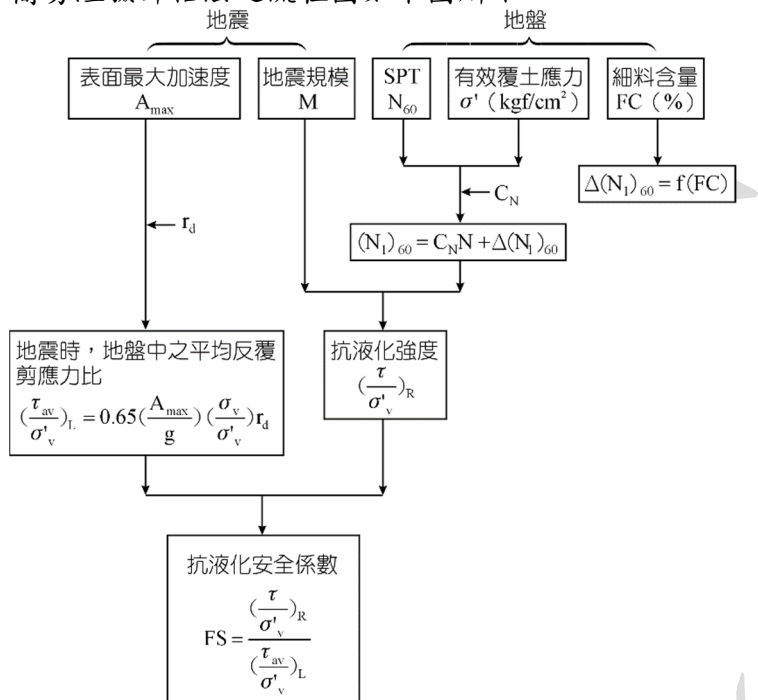 地震
地盤
表面最大加速度
A_max
地震規模
M
SPT
N_60
有效覆土應力
σ'（kgf/cm²）
細料含量
FC（%）
r_d
C_N
Δ(N_1)_60 = f(FC)
(N_1)_60 = C_N N + Δ(N_1)_60
地震時，地盤中之平均反覆
剪應力比
(τ_av/σ'_v)_L = 0.65(A_max/g)(σ_v/σ'_v)r_d
抗液化強度
(τ/σ'_v)_R
抗液化安全係數
FS = (τ/σ'_v)_R / (τ_av/σ'_v)_L